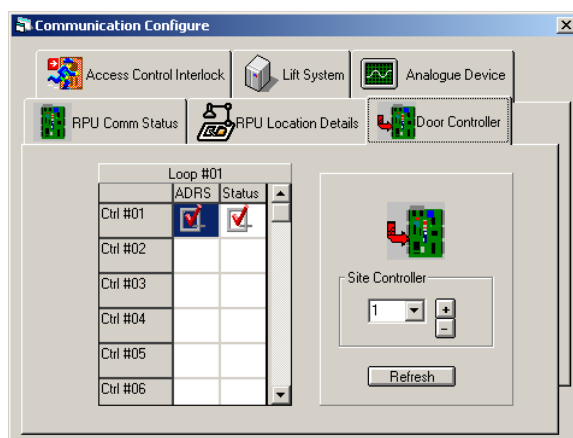 Communication Configure
Access Control Interlock
Lift System
Analogue Device
RPU Comm Status
RPU Location Details
Door Controller
Loop #01
ADRS Status
Ctrl #01
Ctrl #02
Ctrl #03
Ctrl #04
Ctrl #05
Ctrl #06
Site Controller
1
+
-
Refresh